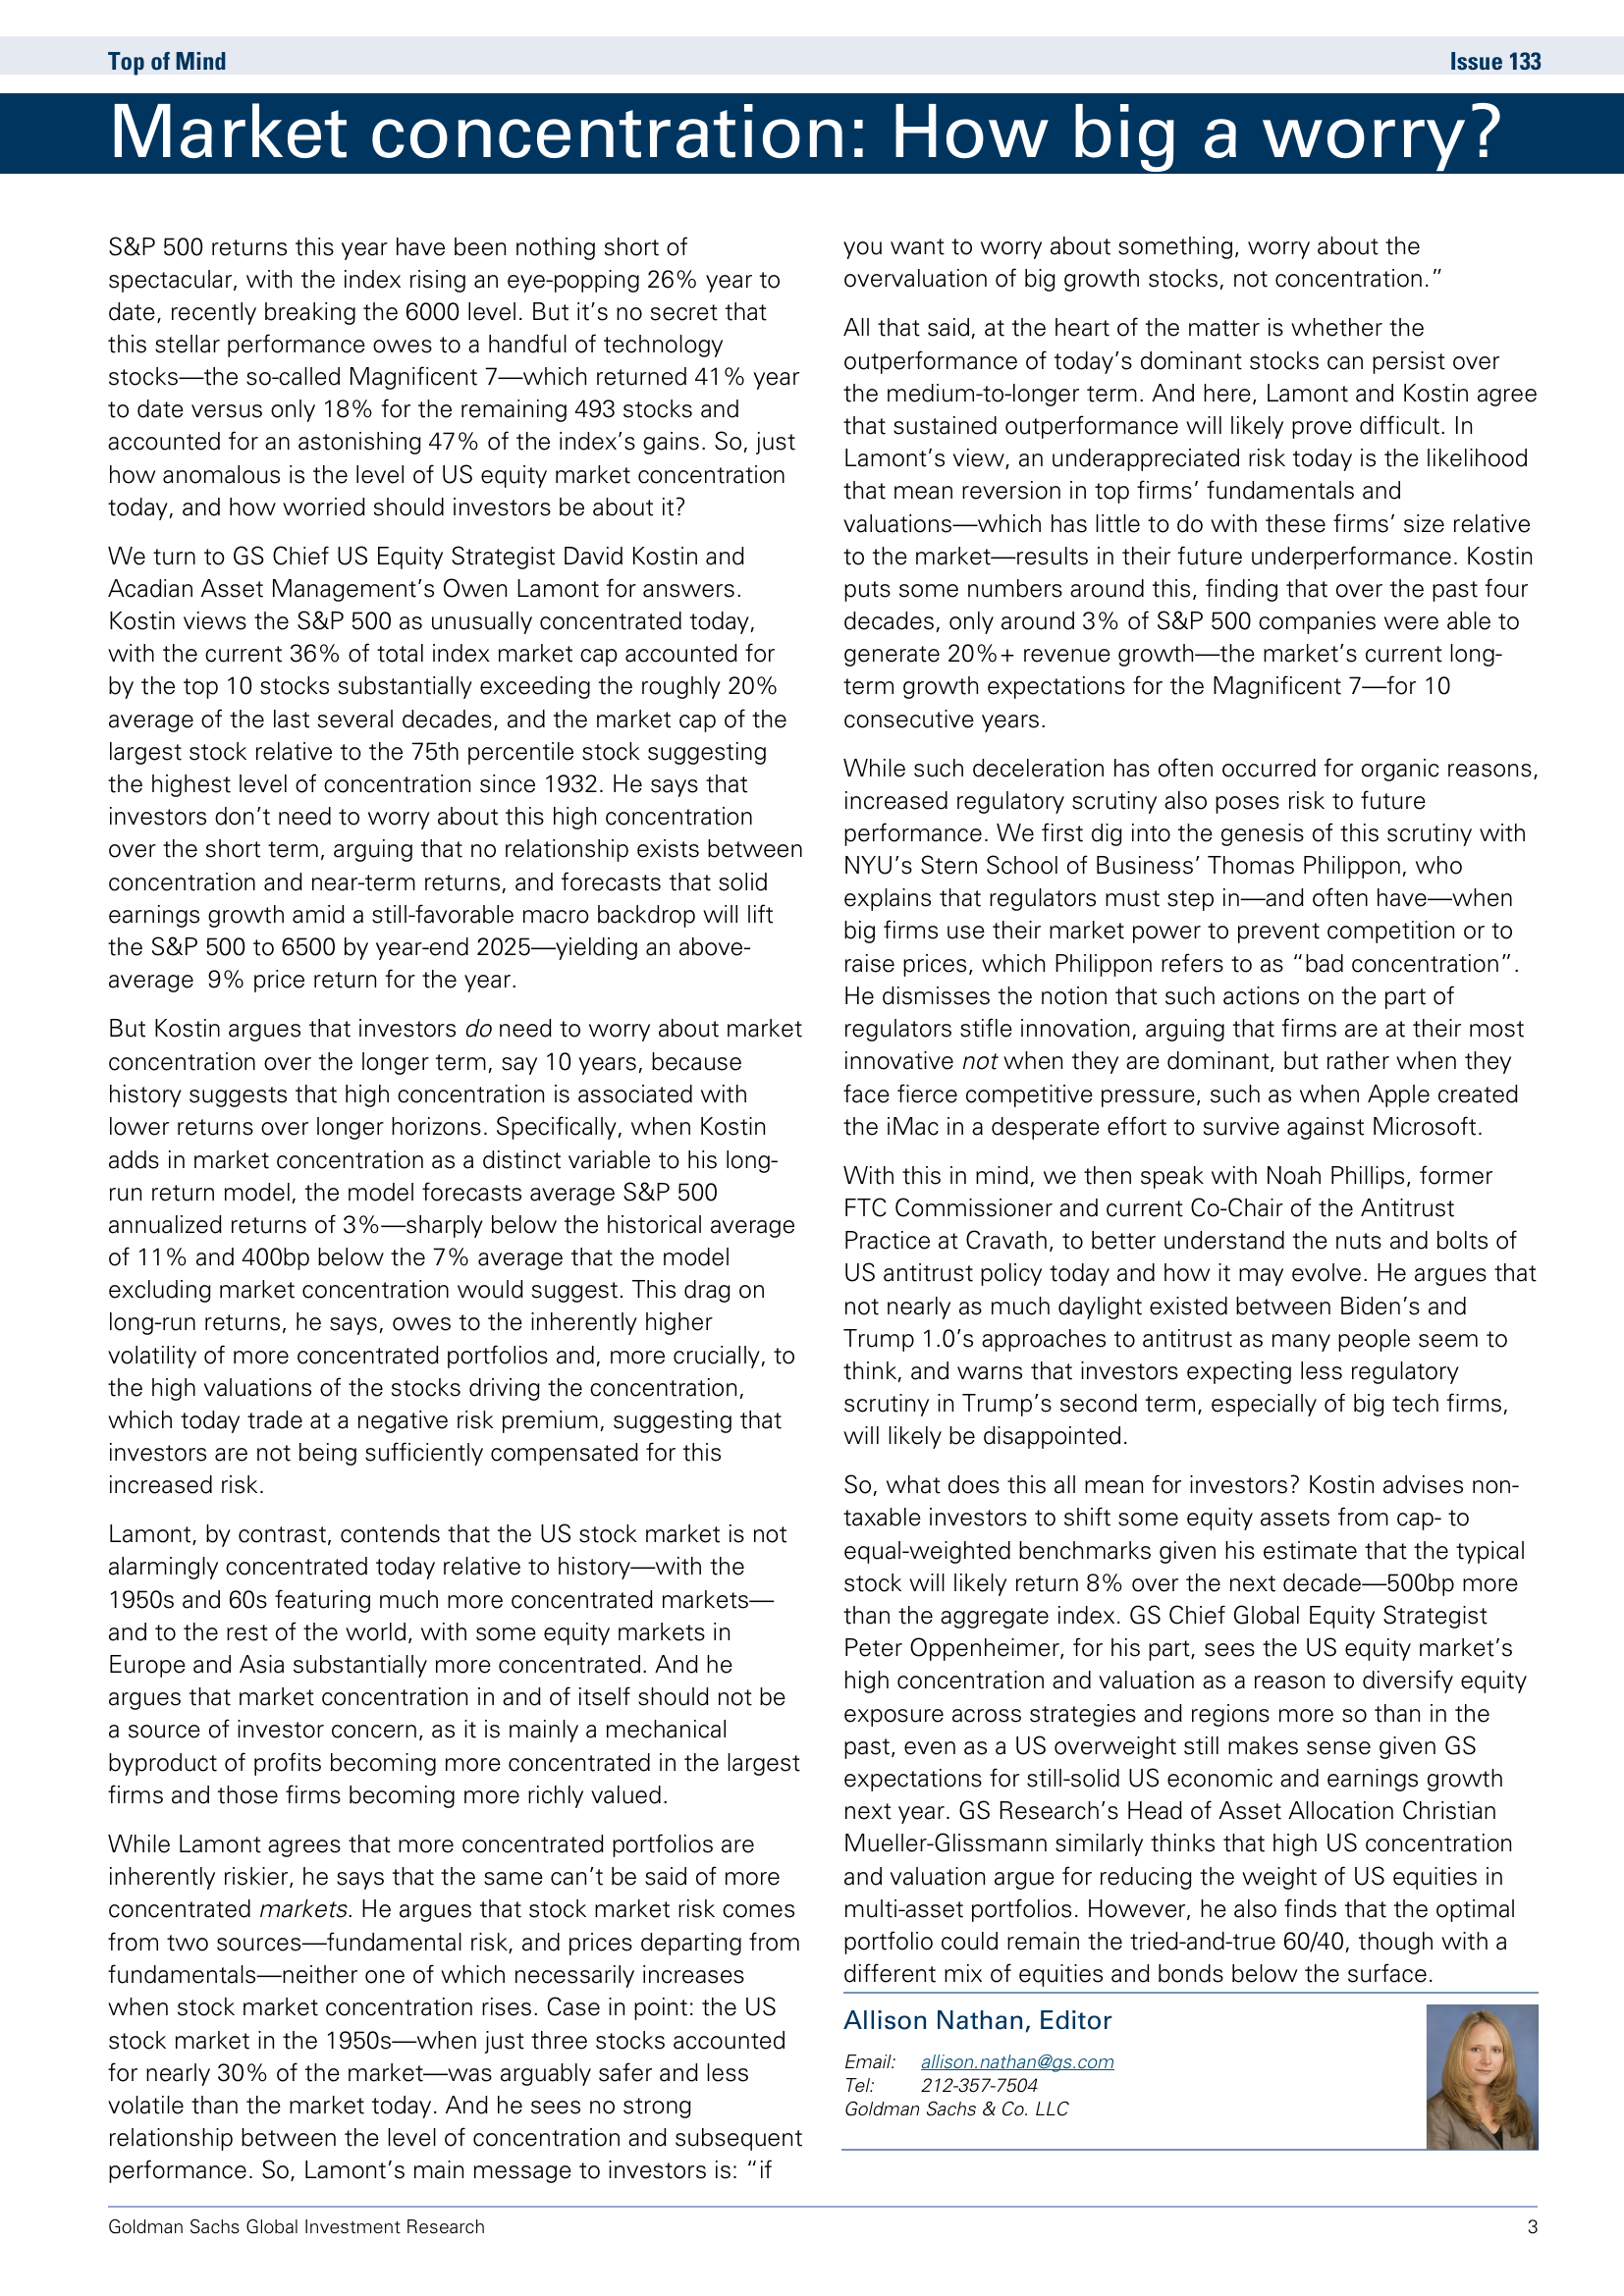 Top of Mind
Issue 133
Market concentration: How big a worry?
S&P 500 returns this year have been nothing short of
spectacular, with the index rising an eye-popping 26% year to
date, recently breaking the 6000 level. But it’s no secret that
this stellar performance owes to a handful of technology
stocks—the so-called Magnificent 7—which returned 41% year
to date versus only 18% for the remaining 493 stocks and
accounted for an astonishing 47% of the index’s gains. So, just
how anomalous is the level of US equity market concentration
today, and how worried should investors be about it?
We turn to GS Chief US Equity Strategist David Kostin and
Acadian Asset Management’s Owen Lamont for answers.
Kostin views the S&P 500 as unusually concentrated today,
with the current 36% of total index market cap accounted for
by the top 10 stocks substantially exceeding the roughly 20%
average of the last several decades, and the market cap of the
largest stock relative to the 75th percentile stock suggesting
the highest level of concentration since 1932. He says that
investors don’t need to worry about this high concentration
over the short term, arguing that no relationship exists between
concentration and near-term returns, and forecasts that solid
earnings growth amid a still-favorable macro backdrop will lift
the S&P 500 to 6500 by year-end 2025—yielding an above-
average  9% price return for the year.
But Kostin argues that investors do need to worry about market
concentration over the longer term, say 10 years, because
history suggests that high concentration is associated with
lower returns over longer horizons. Specifically, when Kostin
adds in market concentration as a distinct variable to his long-
run return model, the model forecasts average S&P 500
annualized returns of 3%—sharply below the historical average
of 11% and 400bp below the 7% average that the model
excluding market concentration would suggest. This drag on
long-run returns, he says, owes to the inherently higher
volatility of more concentrated portfolios and, more crucially, to
the high valuations of the stocks driving the concentration,
which today trade at a negative risk premium, suggesting that
investors are not being sufficiently compensated for this
increased risk.
Lamont, by contrast, contends that the US stock market is not
alarmingly concentrated today relative to history—with the
1950s and 60s featuring much more concentrated markets—
and to the rest of the world, with some equity markets in
Europe and Asia substantially more concentrated. And he
argues that market concentration in and of itself should not be
a source of investor concern, as it is mainly a mechanical
byproduct of profits becoming more concentrated in the largest
firms and those firms becoming more richly valued.
While Lamont agrees that more concentrated portfolios are
inherently riskier, he says that the same can’t be said of more
concentrated markets. He argues that stock market risk comes
from two sources—fundamental risk, and prices departing from
fundamentals—neither one of which necessarily increases
when stock market concentration rises. Case in point: the US
stock market in the 1950s—when just three stocks accounted
for nearly 30% of the market—was arguably safer and less
volatile than the market today. And he sees no strong
relationship between the level of concentration and subsequent
performance. So, Lamont’s main message to investors is: “if
you want to worry about something, worry about the
overvaluation of big growth stocks, not concentration.”
All that said, at the heart of the matter is whether the
outperformance of today’s dominant stocks can persist over
the medium-to-longer term. And here, Lamont and Kostin agree
that sustained outperformance will likely prove difficult. In
Lamont’s view, an underappreciated risk today is the likelihood
that mean reversion in top firms’ fundamentals and
valuations—which has little to do with these firms’ size relative
to the market—results in their future underperformance. Kostin
puts some numbers around this, finding that over the past four
decades, only around 3% of S&P 500 companies were able to
generate 20%+ revenue growth—the market’s current long-
term growth expectations for the Magnificent 7—for 10
consecutive years.
While such deceleration has often occurred for organic reasons,
increased regulatory scrutiny also poses risk to future
performance. We first dig into the genesis of this scrutiny with
NYU’s Stern School of Business’ Thomas Philippon, who
explains that regulators must step in—and often have—when
big firms use their market power to prevent competition or to
raise prices, which Philippon refers to as “bad concentration”.
He dismisses the notion that such actions on the part of
regulators stifle innovation, arguing that firms are at their most
innovative not when they are dominant, but rather when they
face fierce competitive pressure, such as when Apple created
the iMac in a desperate effort to survive against Microsoft.
With this in mind, we then speak with Noah Phillips, former
FTC Commissioner and current Co-Chair of the Antitrust
Practice at Cravath, to better understand the nuts and bolts of
US antitrust policy today and how it may evolve. He argues that
not nearly as much daylight existed between Biden’s and
Trump 1.0’s approaches to antitrust as many people seem to
think, and warns that investors expecting less regulatory
scrutiny in Trump’s second term, especially of big tech firms,
will likely be disappointed.
So, what does this all mean for investors? Kostin advises non-
taxable investors to shift some equity assets from cap- to
equal-weighted benchmarks given his estimate that the typical
stock will likely return 8% over the next decade—500bp more
than the aggregate index. GS Chief Global Equity Strategist
Peter Oppenheimer, for his part, sees the US equity market’s
high concentration and valuation as a reason to diversify equity
exposure across strategies and regions more so than in the
past, even as a US overweight still makes sense given GS
expectations for still-solid US economic and earnings growth
next year. GS Research’s Head of Asset Allocation Christian
Mueller-Glissmann similarly thinks that high US concentration
and valuation argue for reducing the weight of US equities in
multi-asset portfolios. However, he also finds that the optimal
portfolio could remain the tried-and-true 60/40, though with a
different mix of equities and bonds below the surface.
Allison Nathan, Editor
Email: allison.nathan@gs.com
Tel: 212-357-7504
Goldman Sachs & Co. LLC
Goldman Sachs Global Investment Research
3